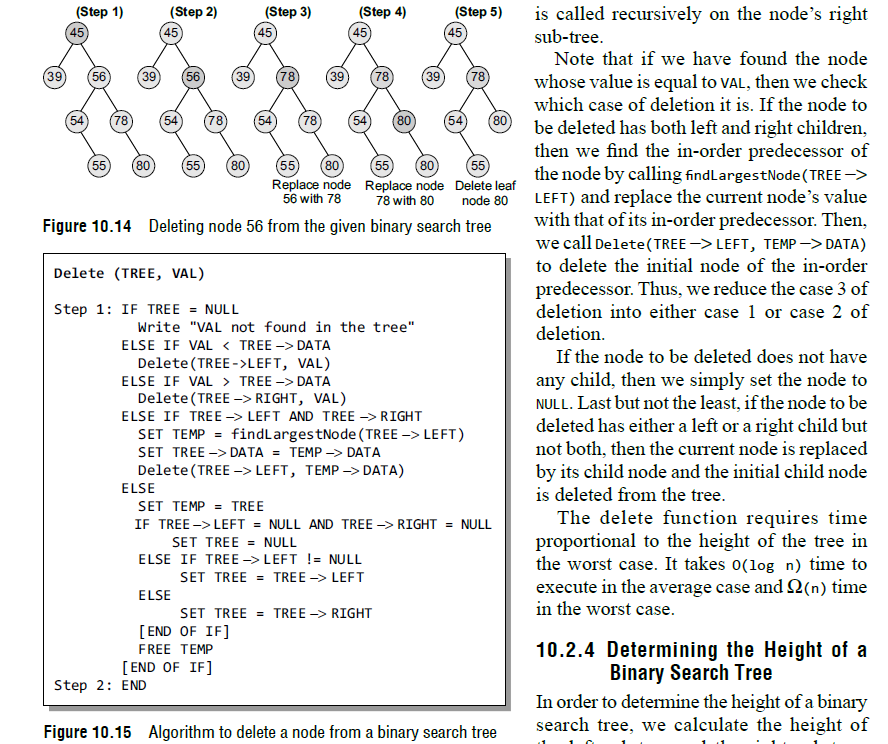 (Step 1) (Step 2) (Step 3) (Step 4) (Step 5)
45 45 45 45 45
39 56 39 56 39 78 39 78 39 78
54 78 54 78 54 78 54 80 54 80
55 80 55 80 55 80 55 80 55
Replace node 56 with 78
Replace node 78 with 80
Delete leaf node 80
Figure 10.14 Deleting node 56 from the given binary search tree
Delete (TREE, VAL)
Step 1: IF TREE = NULL
Write "VAL not found in the tree"
ELSE IF VAL < TREE -> DATA
Delete(TREE->LEFT, VAL)
ELSE IF VAL > TREE -> DATA
Delete(TREE -> RIGHT, VAL)
ELSE IF TREE -> LEFT AND TREE -> RIGHT
SET TEMP = findLargestNode(TREE -> LEFT)
SET TREE -> DATA = TEMP -> DATA
Delete(TREE -> LEFT, TEMP -> DATA)
ELSE
SET TEMP = TREE
IF TREE -> LEFT = NULL AND TREE -> RIGHT = NULL
SET TREE = NULL
ELSE IF TREE -> LEFT != NULL
SET TREE = TREE -> LEFT
ELSE
SET TREE = TREE -> RIGHT
[END OF IF]
FREE TEMP
[END OF IF]
Step 2: END
Figure 10.15 Algorithm to delete a node from a binary search tree
is called recursively on the node's right
sub-tree.
Note that if we have found the node
whose value is equal to VAL, then we check
which case of deletion it is. If the node to
be deleted has both left and right children,
then we find the in-order predecessor of
the node by calling findLargestNode(TREE ->
LEFT) and replace the current node's value
with that of its in-order predecessor. Then,
we call Delete(TREE -> LEFT, TEMP -> DATA)
to delete the initial node of the in-order
predecessor. Thus, we reduce the case 3 of
deletion into either case 1 or case 2 of
deletion.
If the node to be deleted does not have
any child, then we simply set the node to
NULL. Last but not the least, if the node to be
deleted has either a left or a right child but
not both, then the current node is replaced
by its child node and the initial child node
is deleted from the tree.
The delete function requires time
proportional to the height of the tree in
the worst case. It takes O(log n) time to
execute in the average case and Ω(n) time
in the worst case.
10.2.4 Determining the Height of a
Binary Search Tree
In order to determine the height of a binary
search tree, we calculate the height of